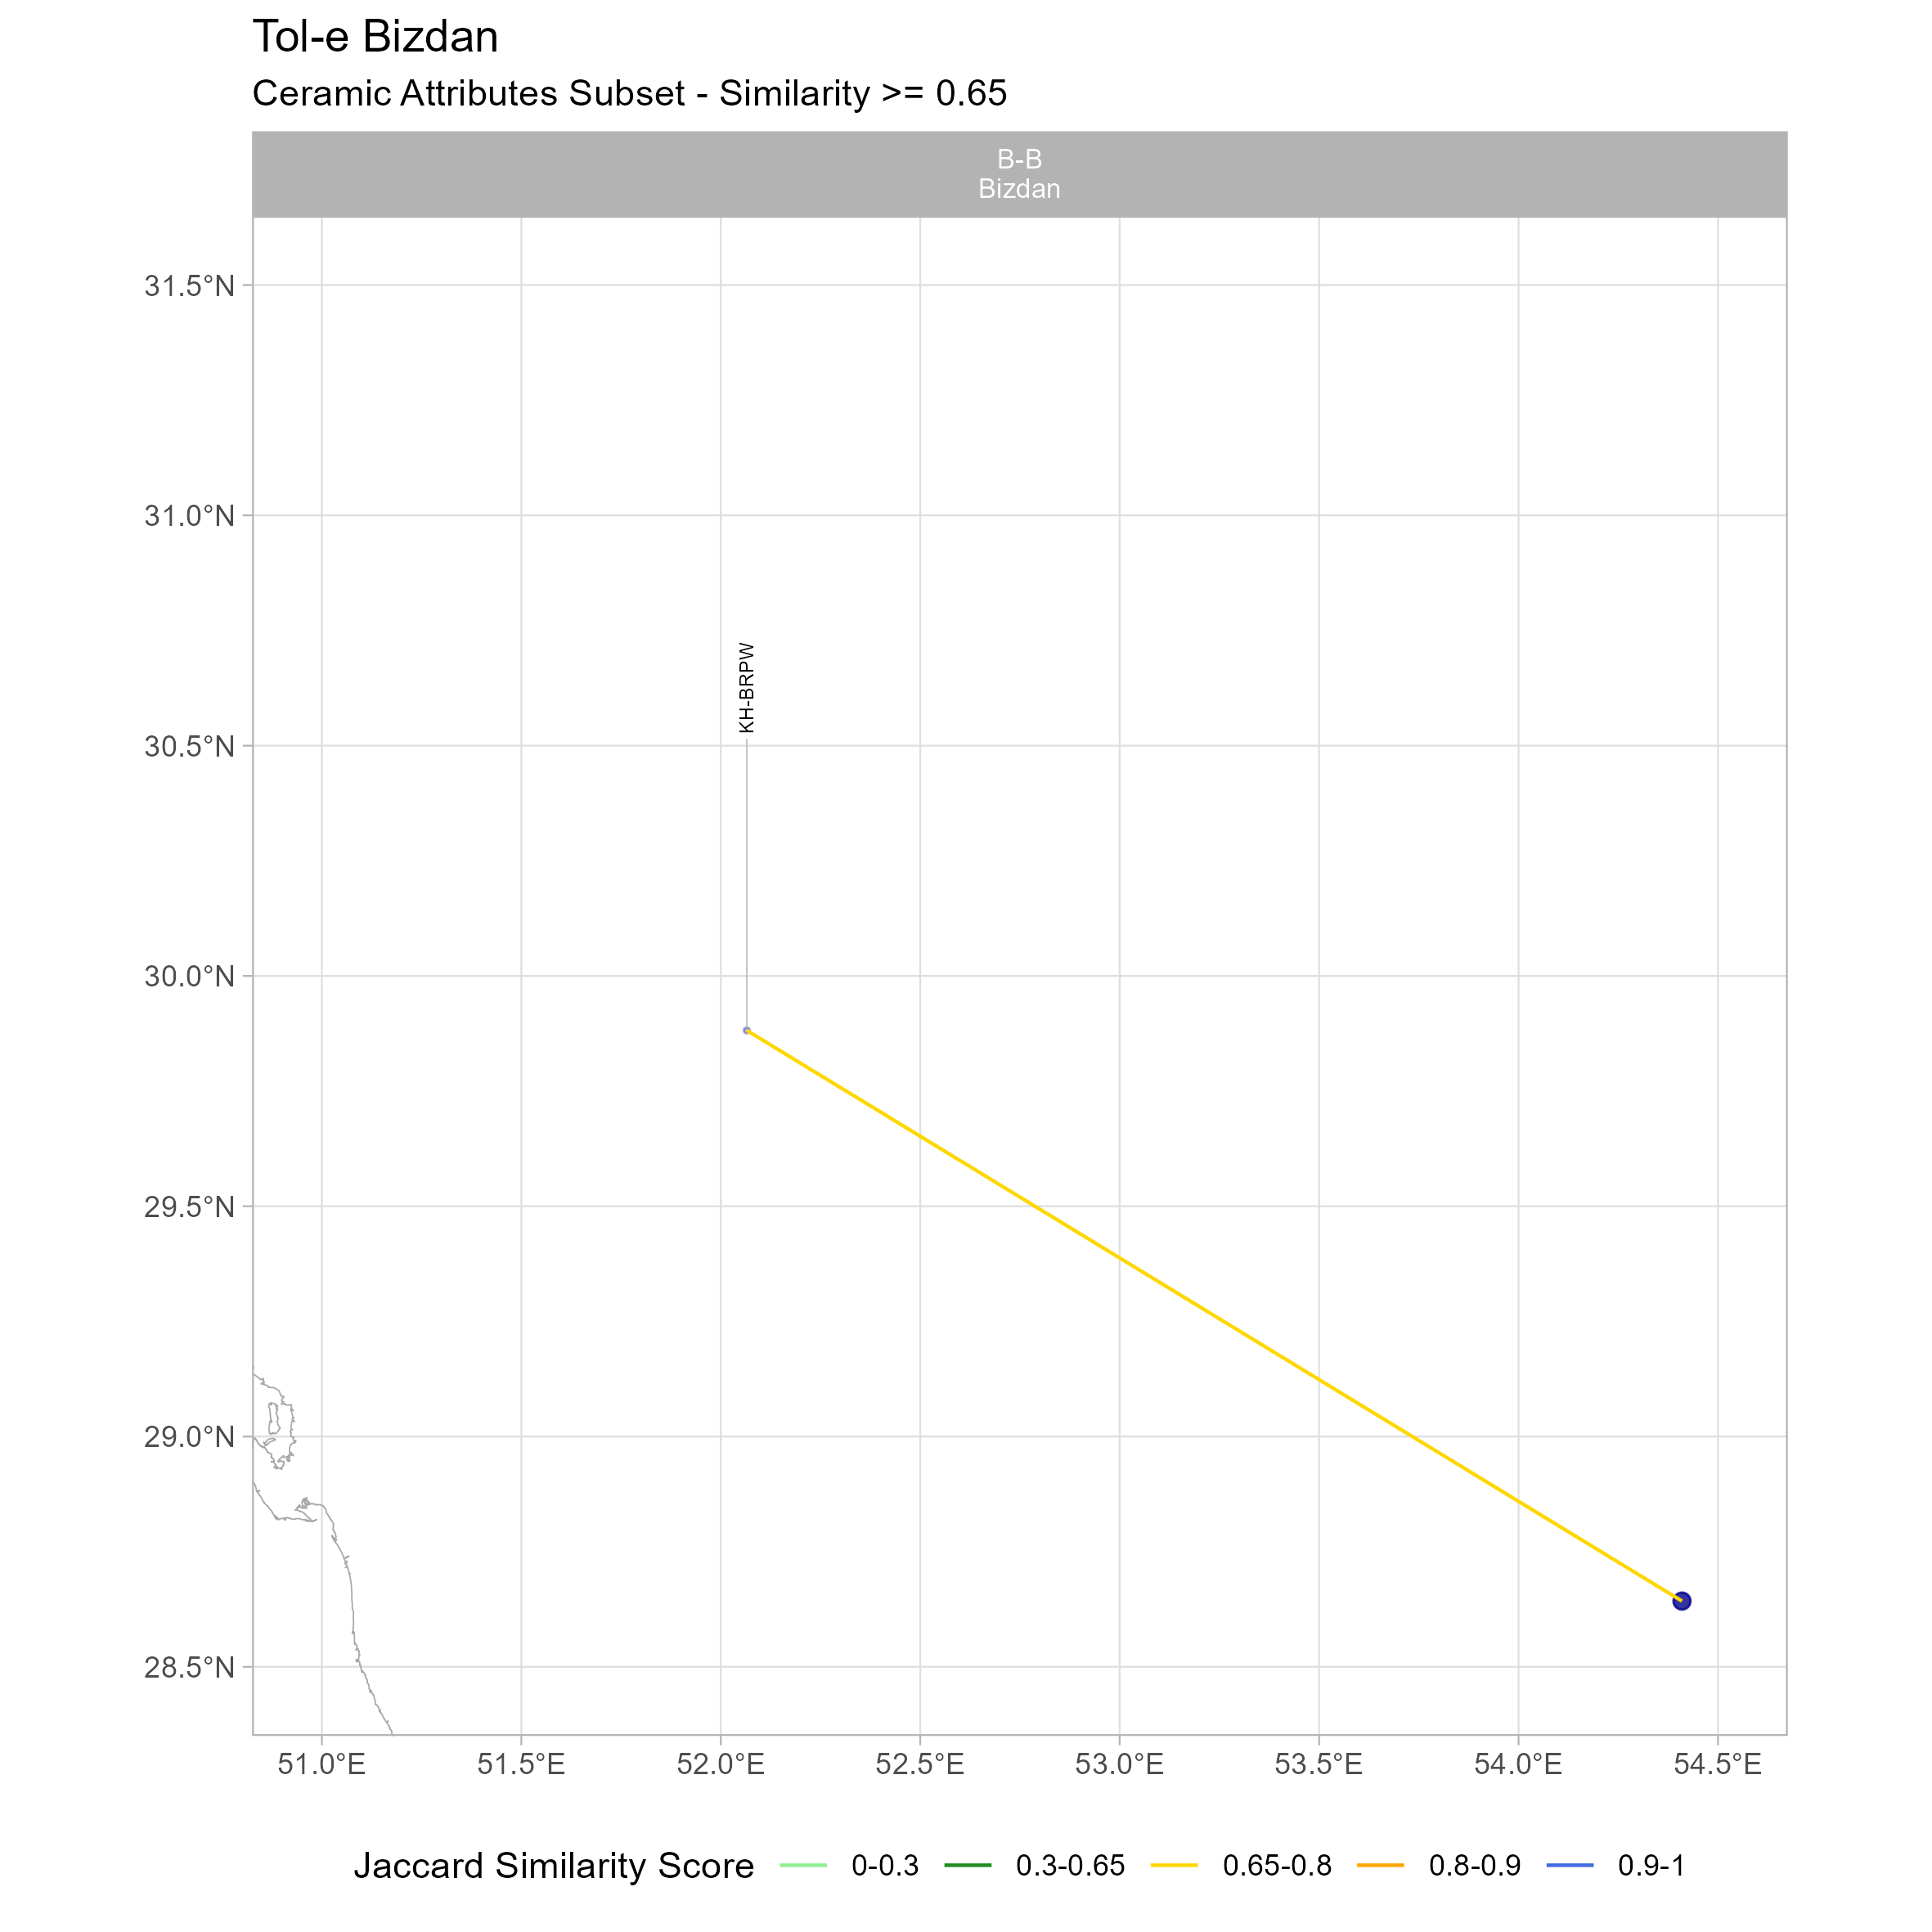 Tol-e Bizdan
Ceramic Attributes Subset - Similarity >= 0.65
B-B
Bizdan
31.5°N
31.0°N
30.5°N
30.0°N
29.5°N
29.0°N
28.5°N
KH-BRPW
51.0°E 51.5°E 52.0°E 52.5°E 53.0°E 53.5°E 54.0°E 54.5°E
Jaccard Similarity Score 0-0.3 0.3-0.65 0.65-0.8 0.8-0.9 0.9-1